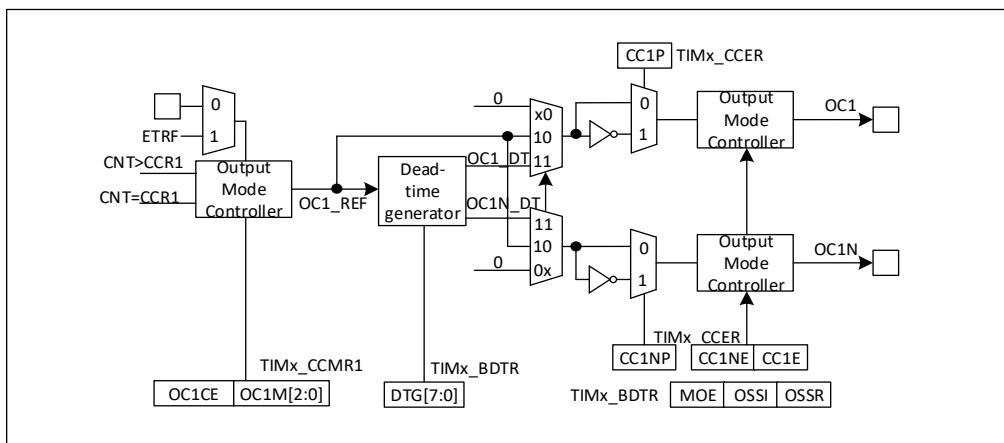 CC1P TIMx_CCER
0
1
ETRF
CNT>CCR1
CNT=CCR1
Output
Mode
Controller
OC1_REF
Dead-
time
generator
OC1_DT
OC1N_DT
0
x0
10
11
11
10
0x
0
0
1
0
1
Output
Mode
Controller
OC1
Output
Mode
Controller
OC1N
TIMx_CCER
CC1NP CC1NE CC1E
TIMx_CCMR1
OC1CE OC1M[2:0]
TIMx_BDTR
DTG[7:0]
TIMx_BDTR MOE OSSI OSSR